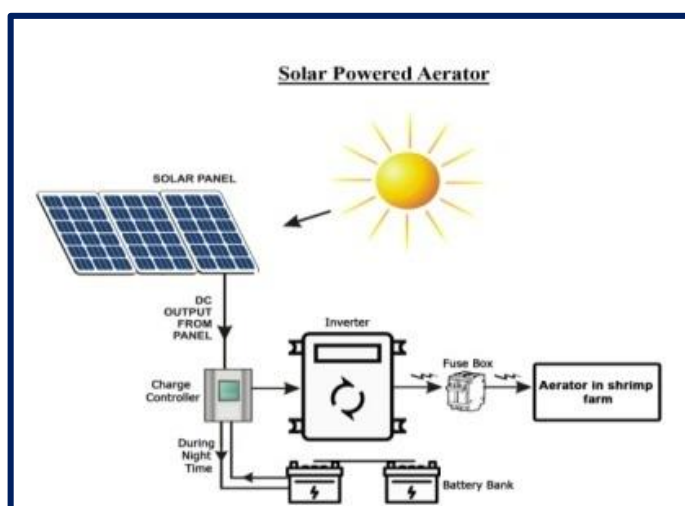 Solar Powered Aerator
SOLAR PANEL
DC
OUTPUT
FROM
PANEL
Inverter
Fuse Box
Charge
Controller
Aerator in shrimp
farm
During
Night
Time
Battery Bank